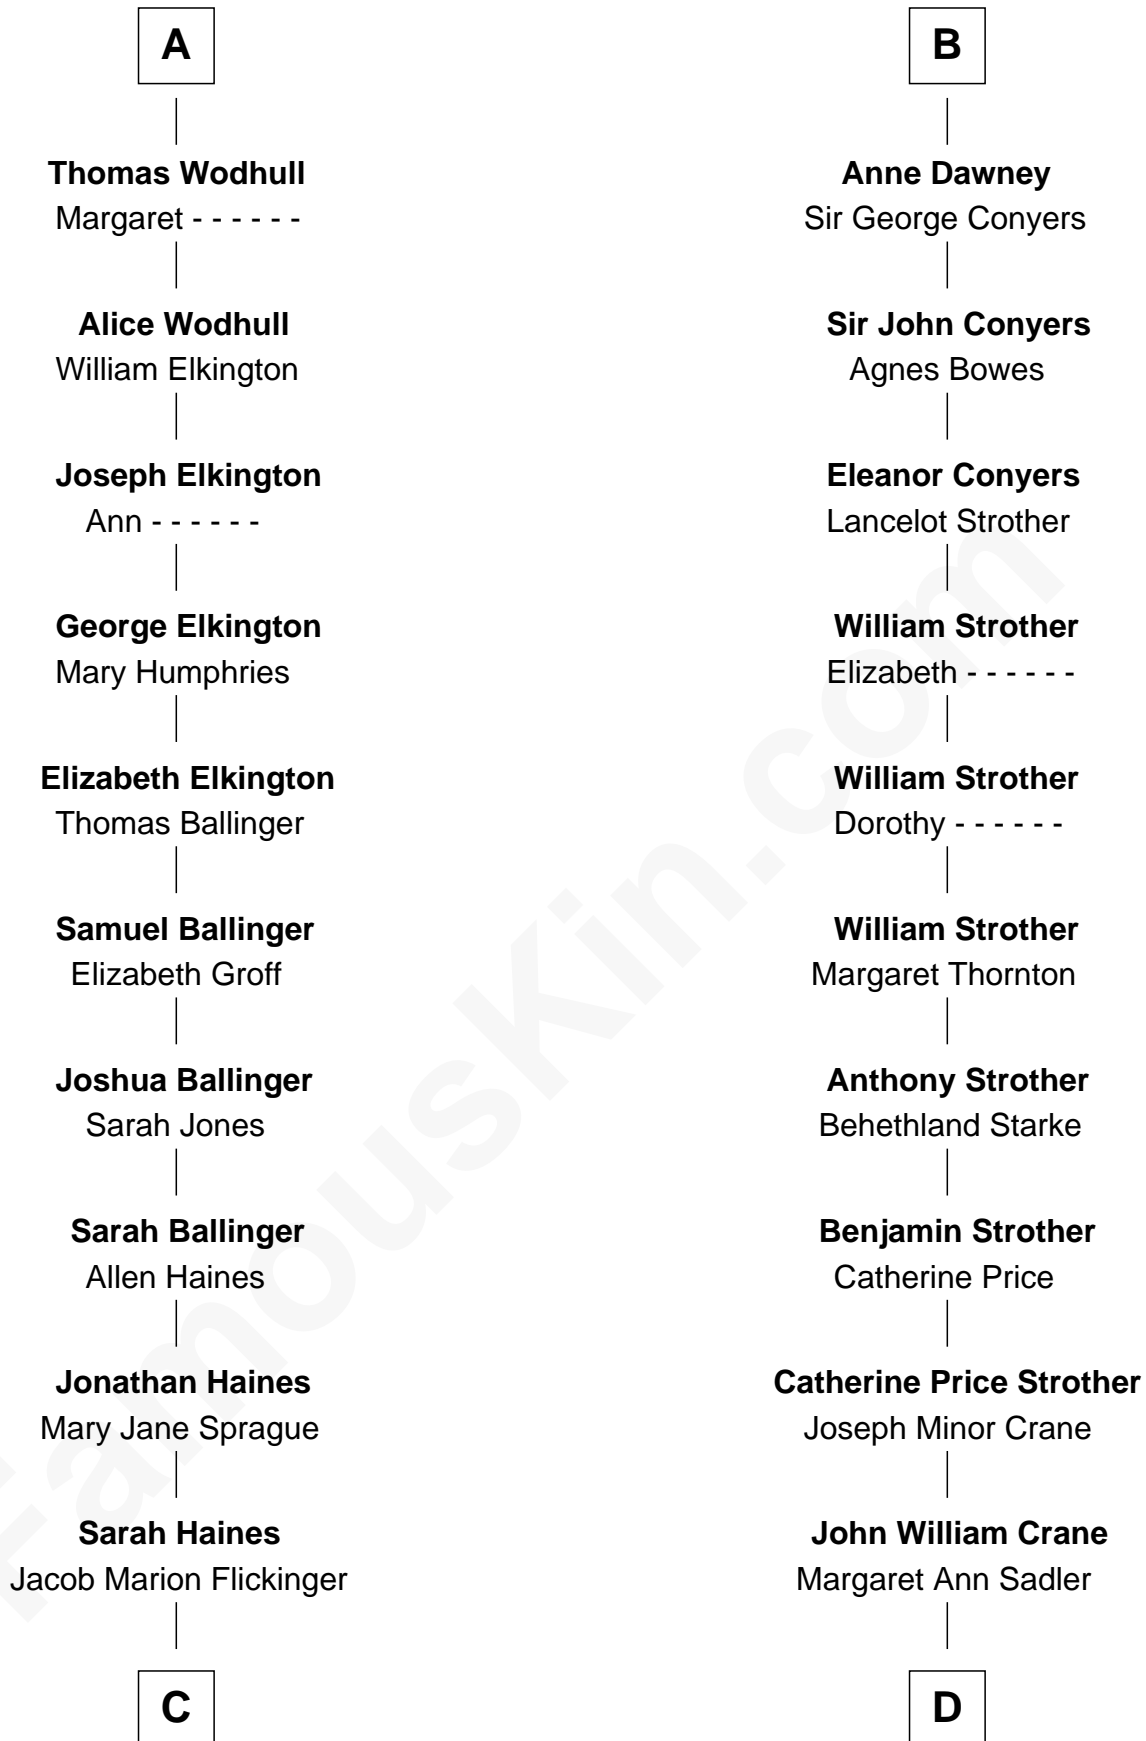 A
Thomas Wodhull
Margaret - - - - - -
Alice Wodhull
William Elkington
Joseph Elkington
Ann - - - - - -
George Elkington
Mary Humphries
Elizabeth Elkington
Thomas Ballinger
Samuel Ballinger
Elizabeth Groff
Joshua Ballinger
Sarah Jones
Sarah Ballinger
Allen Haines
Jonathan Haines
Mary Jane Sprague
Sarah Haines
Jacob Marion Flickinger
C
B
Anne Dawney
Sir George Conyers
Sir John Conyers
Agnes Bowes
Eleanor Conyers
Lancelot Strother
William Strother
Elizabeth - - - - - -
William Strother
Dorothy - - - - - -
William Strother
Margaret Thornton
Anthony Strother
Behethland Starke
Benjamin Strother
Catherine Price
Catherine Price Strother
Joseph Minor Crane
John William Crane
Margaret Ann Sadler
D
FamousKin.com